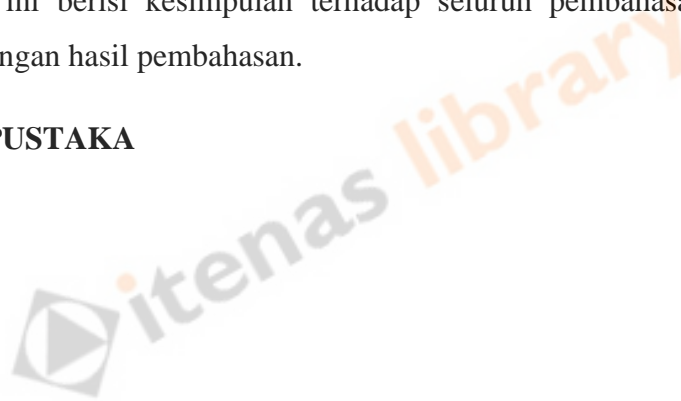 ini berisi kesimpulan terhadap seluruh pembahasa
ngan hasil pembahasan.
PUSTAKA
itenas library